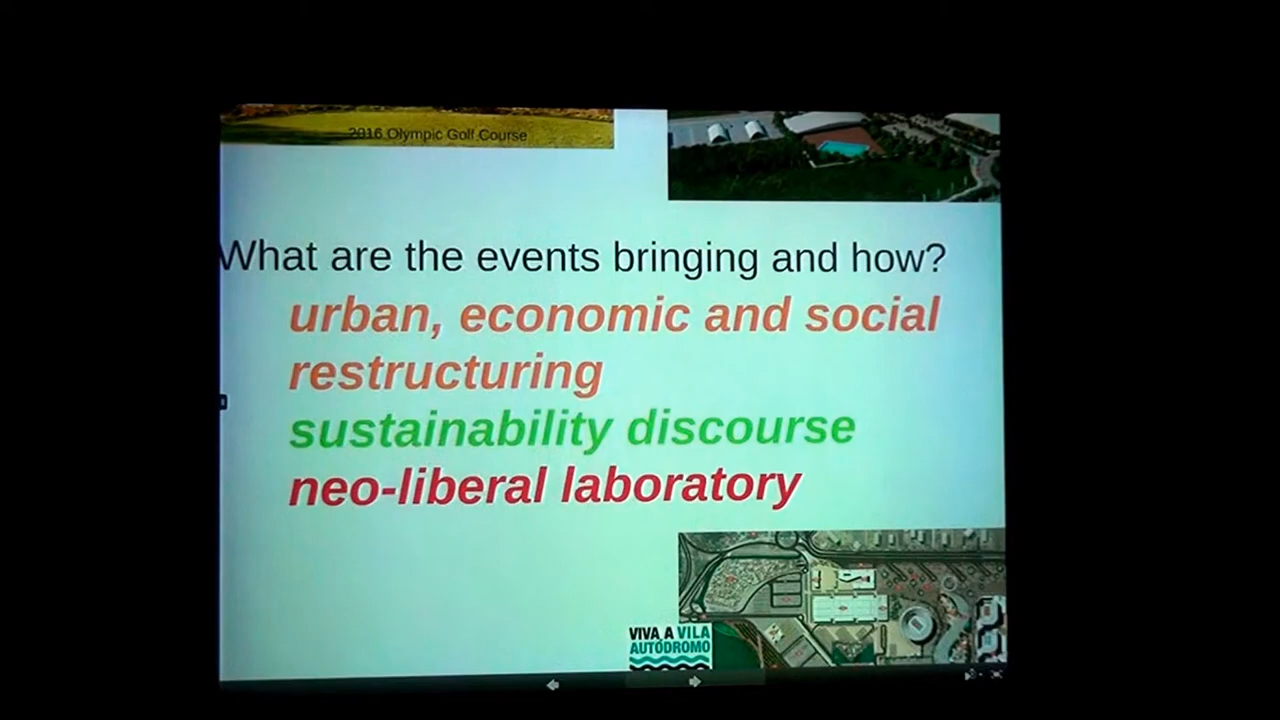 2016 Olympic Golf Course
What are the events bringing and how?
urban, economic and social
restructuring
sustainability discourse
neo-liberal laboratory
VIVA A VILA
AUTÓDROMO